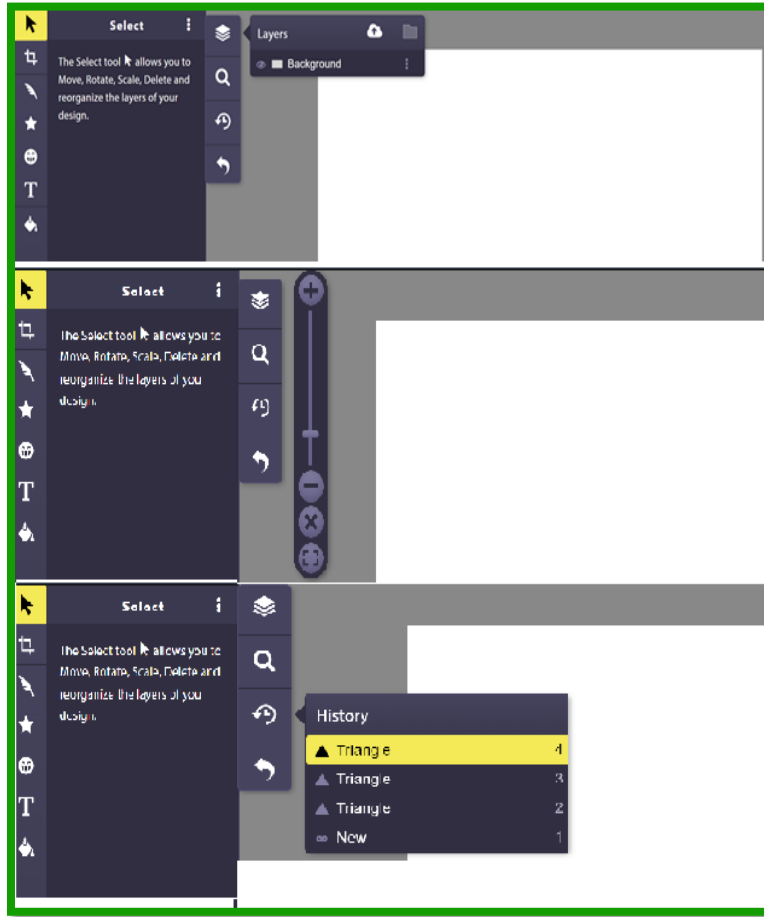 Select
The Select tool allows you to
Move, Rotate, Scale, Delete and
reorganize the layers of your
design.
Layers
Background
T
Select
The Select tool allows you to
Move, Rotate, Scale, Delete and
reorganize the layers of you
design.
T
Select
The Select tool allows you to
Move, Rotate, Scale, Delete and
reorganize the layers of you
design.
T
History
Triangle 4
Triangle 3
Triangle 2
New 1